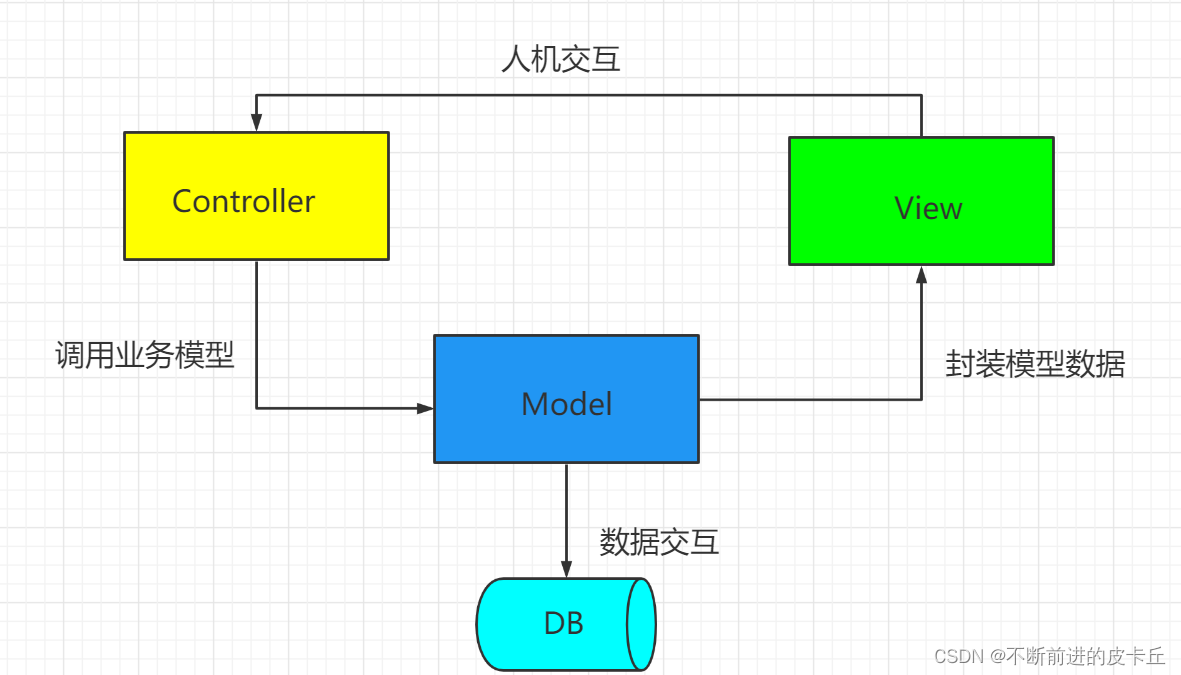 人机交互
Controller
View
调用业务模型
封装模型数据
Model
数据交互
DB
CSDN @不断前进的皮卡丘